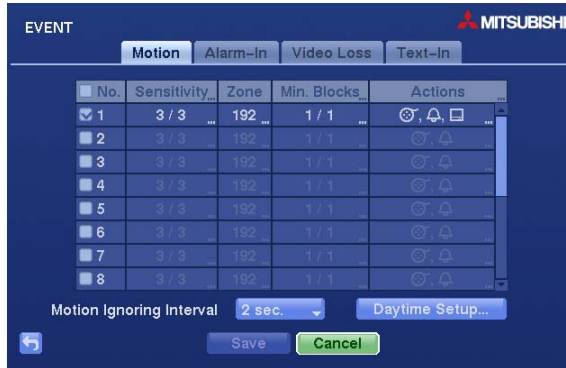 EVENT
MITSUBISHI
Motion Alarm-In Video Loss Text-In
No. Sensitivity... Zone Min. Blocks... Actions ...
1 3 / 3 ... 192 ... 1 / 1 ... , , ...
2 3 / 3 ... 192 ... 1 / 1 ... , ...
3 3 / 3 ... 192 ... 1 / 1 ... , ...
4 3 / 3 ... 192 ... 1 / 1 ... , ...
5 3 / 3 ... 192 ... 1 / 1 ... , ...
6 3 / 3 ... 192 ... 1 / 1 ... , ...
7 3 / 3 ... 192 ... 1 / 1 ... , ...
8 3 / 3 ... 192 ... 1 / 1 ... , ...
Motion Ignoring Interval 2 sec. Daytime Setup...
Save Cancel